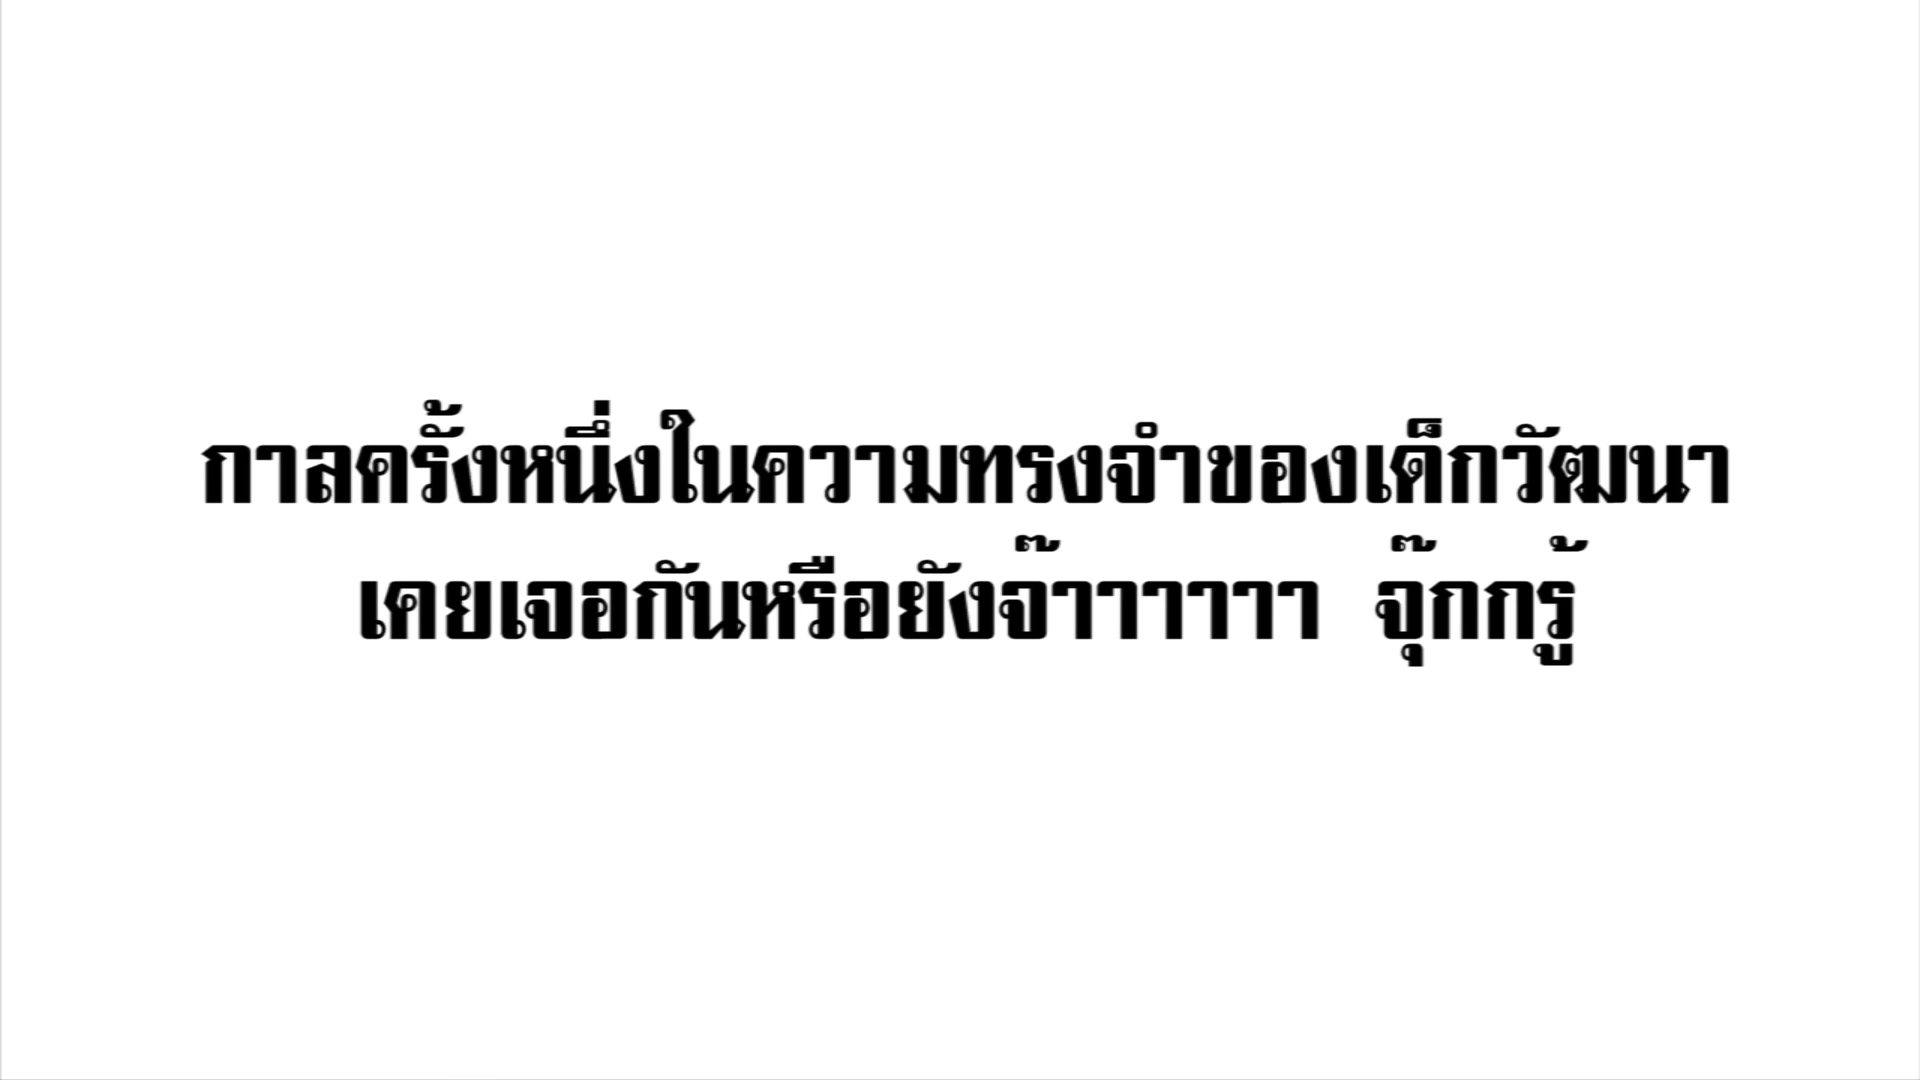 กาลครั้งหนึ่งในความทรงจำของเด็กวัฒนา
เคยเจอกันหรือยังจ๊าาาาาาา จุ๊กกรู้